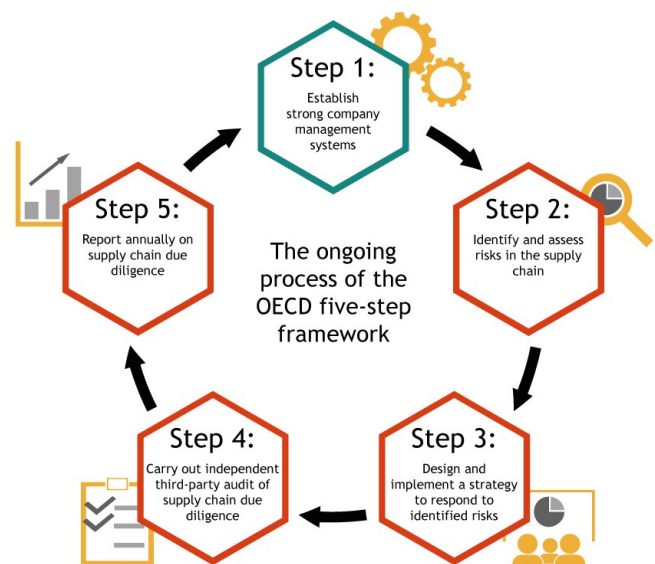 Step 1:
Establish
strong company
management
systems
Step 2:
Identify and assess
risks in the supply
chain
Step 3:
Design and
implement a strategy
to respond to
identified risks
Step 4:
Carry out independent
third-party audit of
supply chain due
diligence
Step 5:
Report annually on
supply chain due
diligence
The ongoing
process of the
OECD five-step
framework